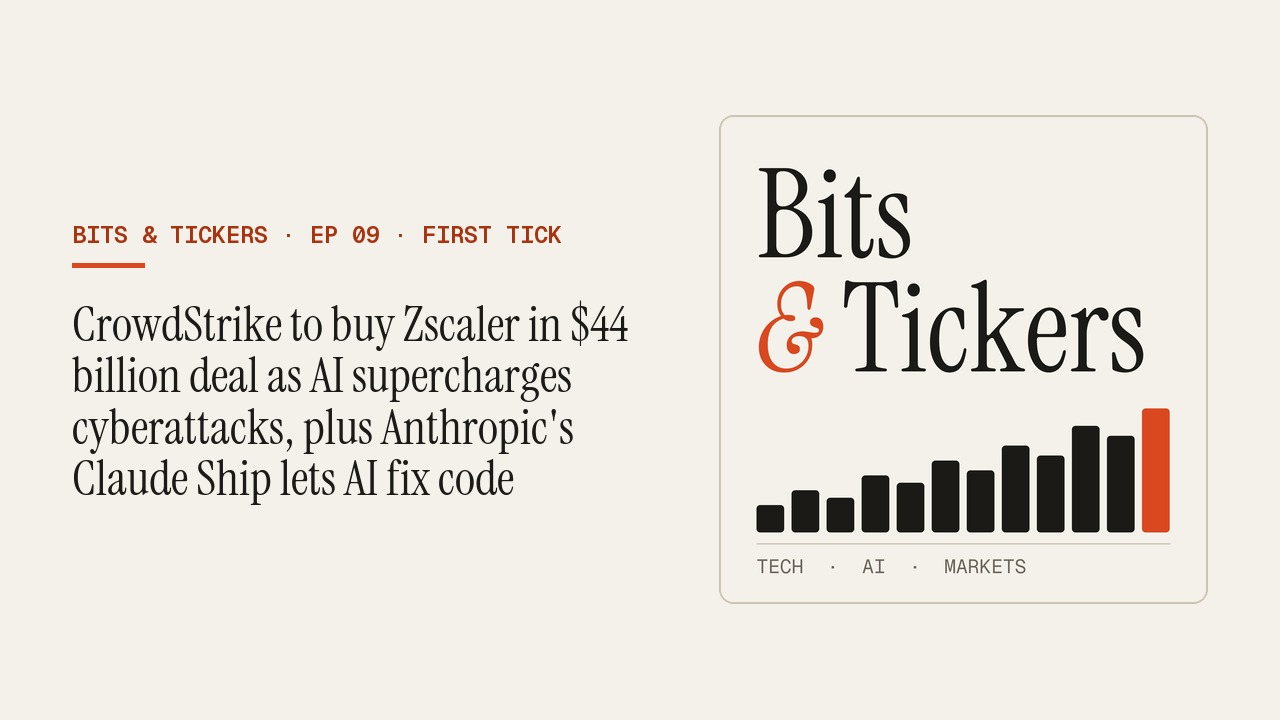 BITS & TICKERS · EP 09 · FIRST TICK
CrowdStrike to buy Zscaler in $44
billion deal as AI supercharges
cyberattacks, plus Anthropic's
Claude Ship lets AI fix code
Bits
& Tickers
TECH · AI · MARKETS